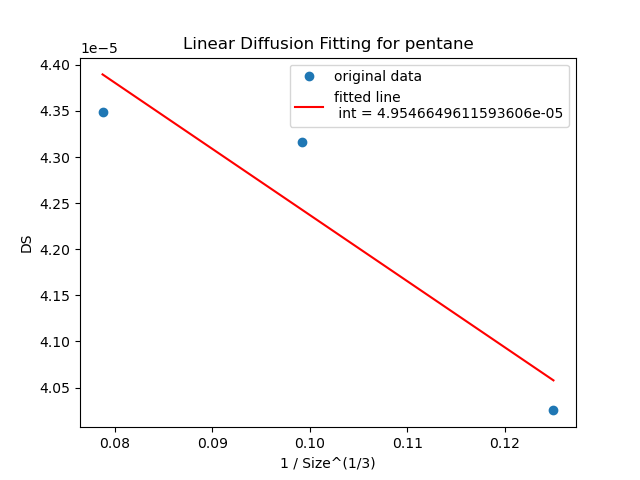 Linear Diffusion Fitting for pentane
1e−5
original data
fitted line
int = 4.9546649611593606e-05
4.40
4.35
4.30
4.25
4.20
4.15
4.10
4.05
DS
0.08 0.09 0.10 0.11 0.12
1 / Size^(1/3)